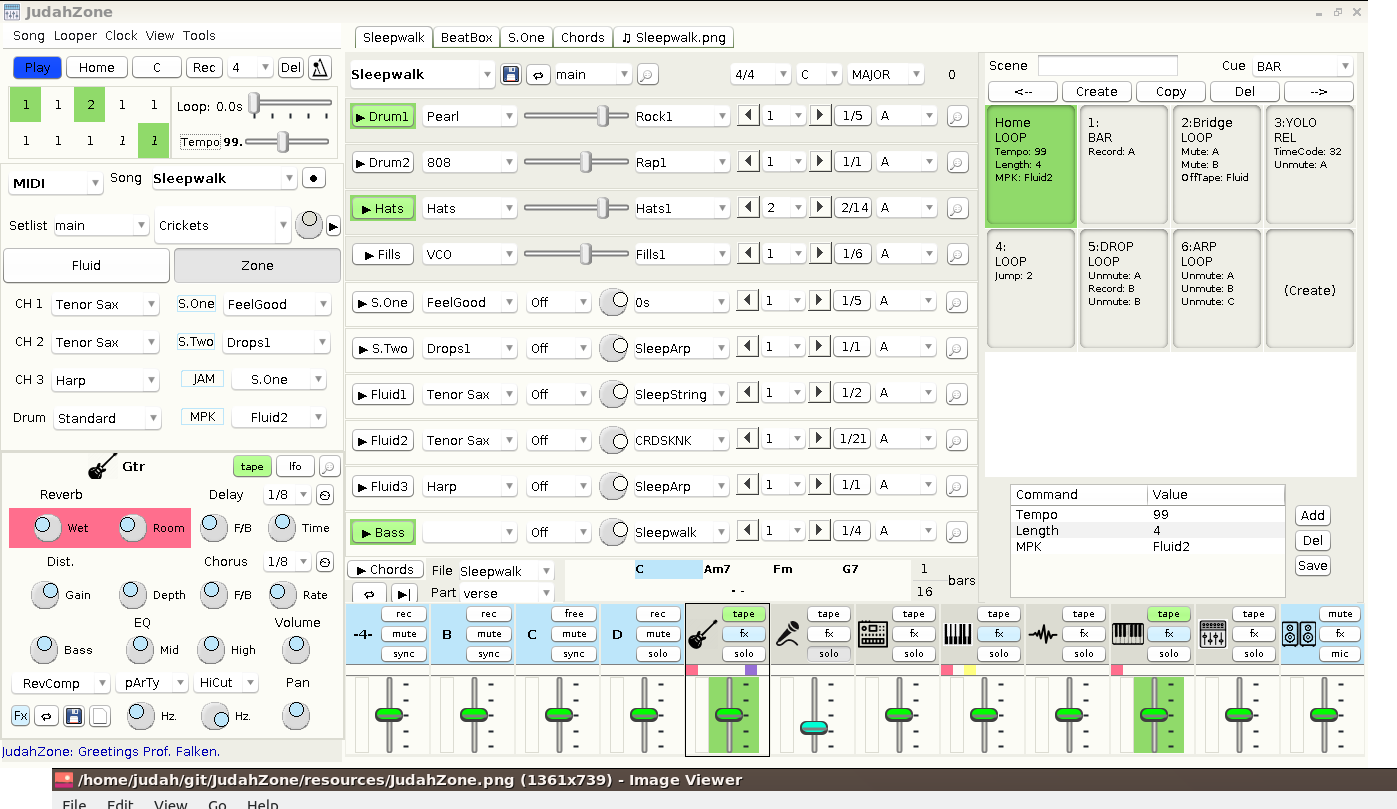 JudahZone
Song Looper Clock View Tools
Play Home C Rec 4 Del
1 1 2 1 1
Loop: 0.0s
1 1 1 1 1
Tempo 99.
MIDI Song Sleepwalk
Setlist main Crickets
Fluid Zone
CH 1 Tenor Sax S.One FeelGood
CH 2 Tenor Sax S.Two Drops1
CH 3 Harp JAM S.One
Drum Standard MPK Fluid2
Gtr tape lfo
Reverb Delay 1/8
Wet Room F/B Time
Dist. Chorus 1/8
Gain Depth F/B Rate
EQ Volume
Bass Mid High
RevComp pArTy HiCut Pan
Fx Hz. Hz.
JudahZone: Greetings Prof. Falken.
Sleepwalk BeatBox S.One Chords ♫ Sleepwalk.png
Sleepwalk main 4/4 C MAJOR 0
Drum1 Pearl Rock1 1 1/5 A
Drum2 808 Rap1 1 1/1 A
Hats Hats Hats1 2 2/14 A
Fills VCO Fills1 1 1/6 A
S.One FeelGood Off 0s 1 1/5 A
S.Two Drops1 Off SleepArp 1 1/1 A
Fluid1 Tenor Sax Off SleepString 1 1/2 A
Fluid2 Tenor Sax Off CRDSKNK 1 1/21 A
Fluid3 Harp Off SleepArp 1 1/1 A
Bass Off Sleepwalk 1 1/4 A
Chords File Sleepwalk C Am7 Fm G7 1
bars
Part verse - - 16
Scene Cue BAR
<-- Create Copy Del -->
Home
LOOP
Tempo: 99
Length: 4
MPK: Fluid2
1:
BAR
Record: A
2:Bridge
LOOP
Mute: A
Mute: B
OffTape: Fluid
3:YOLO
REL
TimeCode: 32
Unmute: A
4:
LOOP
Jump: 2
5:DROP
LOOP
Unmute: A
Record: B
Unmute: B
6:ARP
LOOP
Unmute: A
Unmute: B
Unmute: C
(Create)
Command Value
Tempo 99
Length 4
MPK Fluid2
Add
Del
Save
rec rec free rec tape tape tape tape tape tape tape mute
-4- mute B mute C mute D mute fx fx fx fx fx fx fx fx
sync sync sync solo solo solo solo solo solo solo solo mic
/home/judah/git/JudahZone/resources/JudahZone.png (1361x739) - Image Viewer
File Edit View Go Help